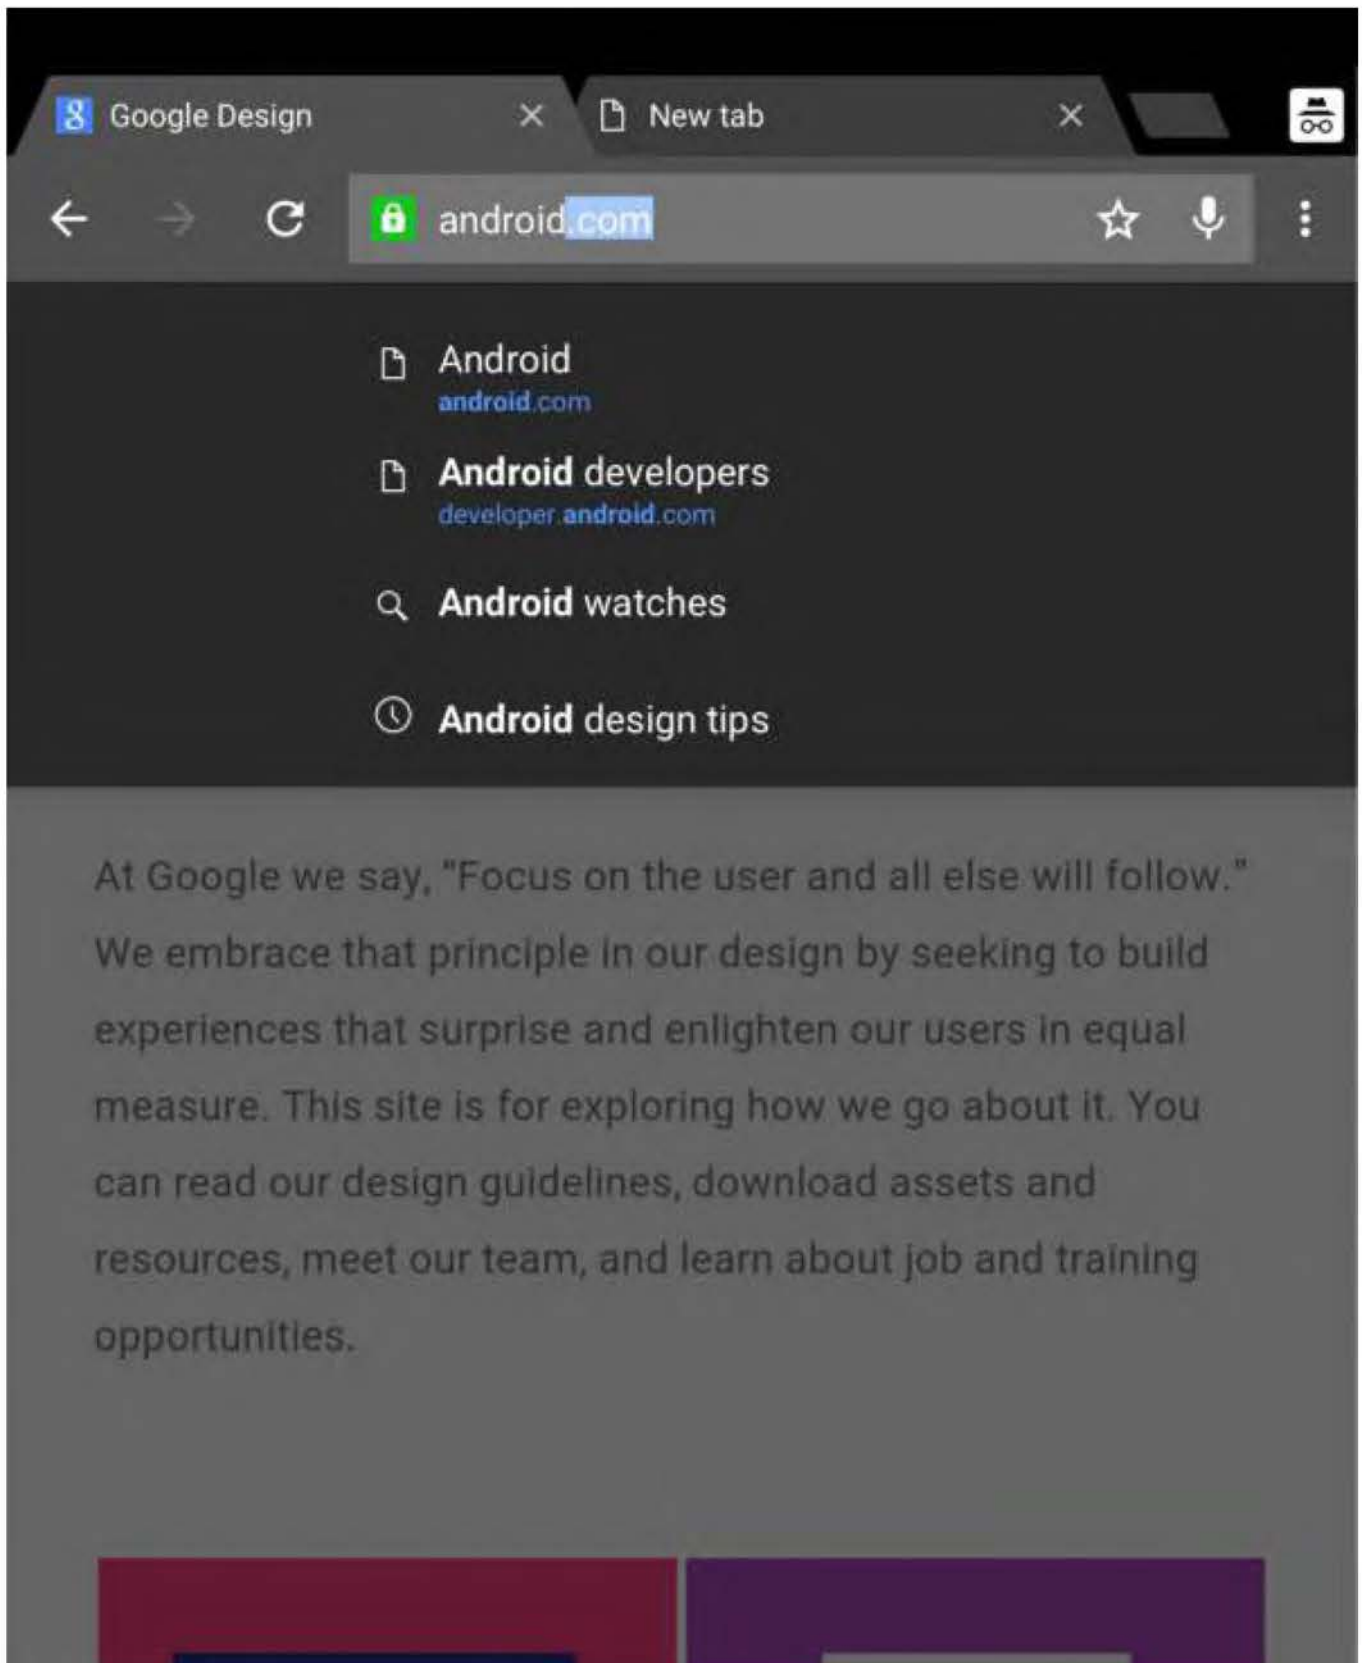 Google Design
New tab
android.com
Android
android.com
Android developers
developer.android.com
Android watches
Android design tips
At Google we say, "Focus on the user and all else will follow."
We embrace that principle in our design by seeking to build
experiences that surprise and enlighten our users in equal
measure. This site is for exploring how we go about it. You
can read our design guidelines, download assets and
resources, meet our team, and learn about job and training
opportunities.